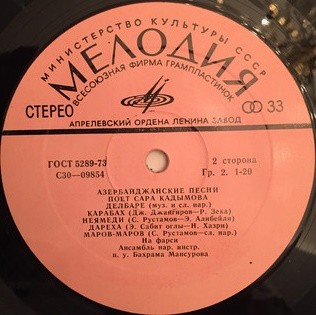 МИНИСТЕРСТВО КУЛЬТУРЫ СССР
МЕЛОДИЯ
ВСЕСОЮЗНАЯ ФИРМА ГРАМПЛАСТИНОК
СТЕРЕО
33
АПРЕЛЕВСКИЙ ОРДЕНА ЛЕНИНА ЗАВОД
ГОСТ 5289-73
2 сторона
С30—09854
Гр. 2. 1-20
АЗЕРБАЙДЖАНСКИЕ ПЕСНИ
ПОЕТ САРА КАДЫМОВА
ДЕЛБАРЕ (муз. и сл. нар.)
КАРАБАХ (Дж. Джангиров—Р. Зека)
НЕЯМЕДИ (С. Рустамов—Э. Алибейли)
ДАРЕХА (Э. Сабит оглы—Н. Хазри)
МАРОВ-МАРОВ (С. Рустамов—сл. нар.)
На фарси
Ансамбль нар. инстр.
п. у. Бахрама Мансурова